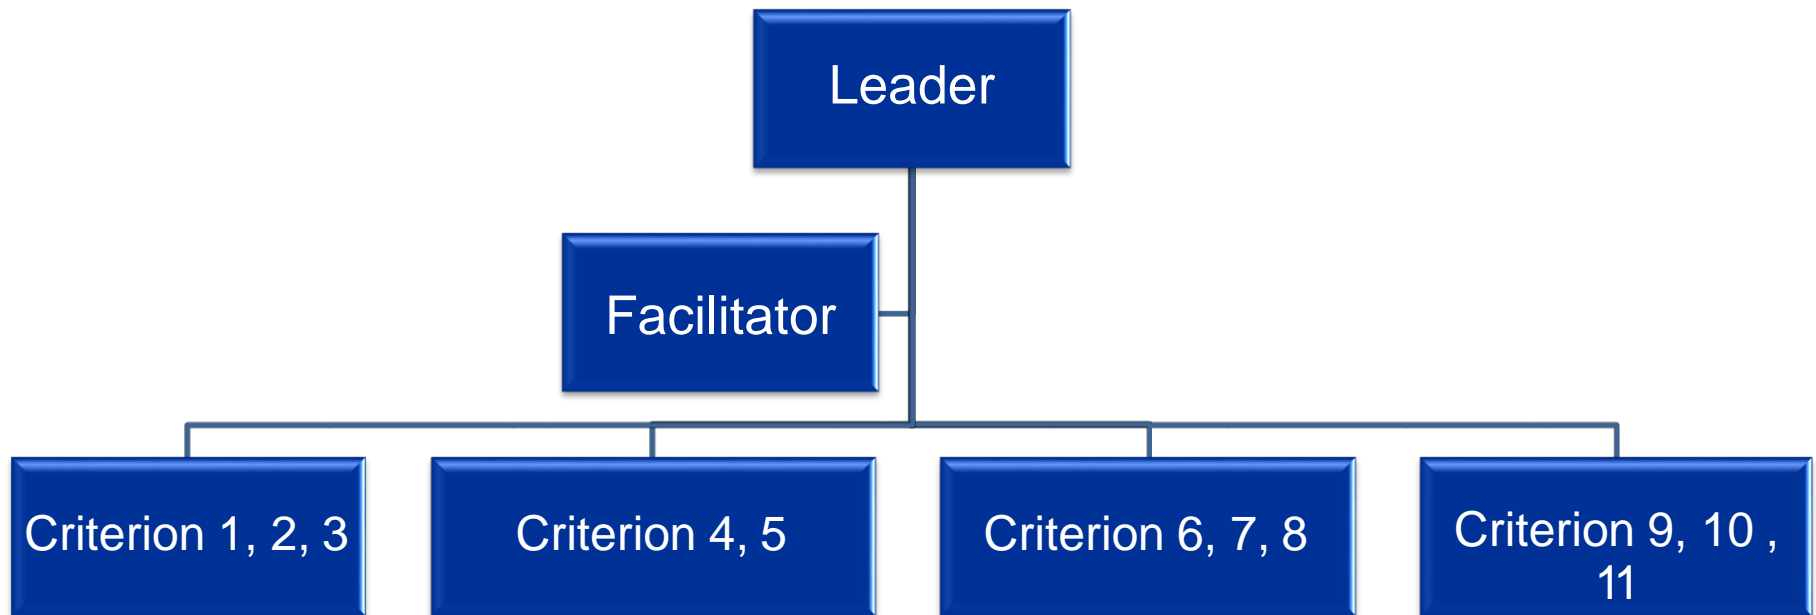 Leader
Facilitator
Criterion 1, 2, 3
Criterion 4, 5
Criterion 6, 7, 8
Criterion 9, 10 ,
11